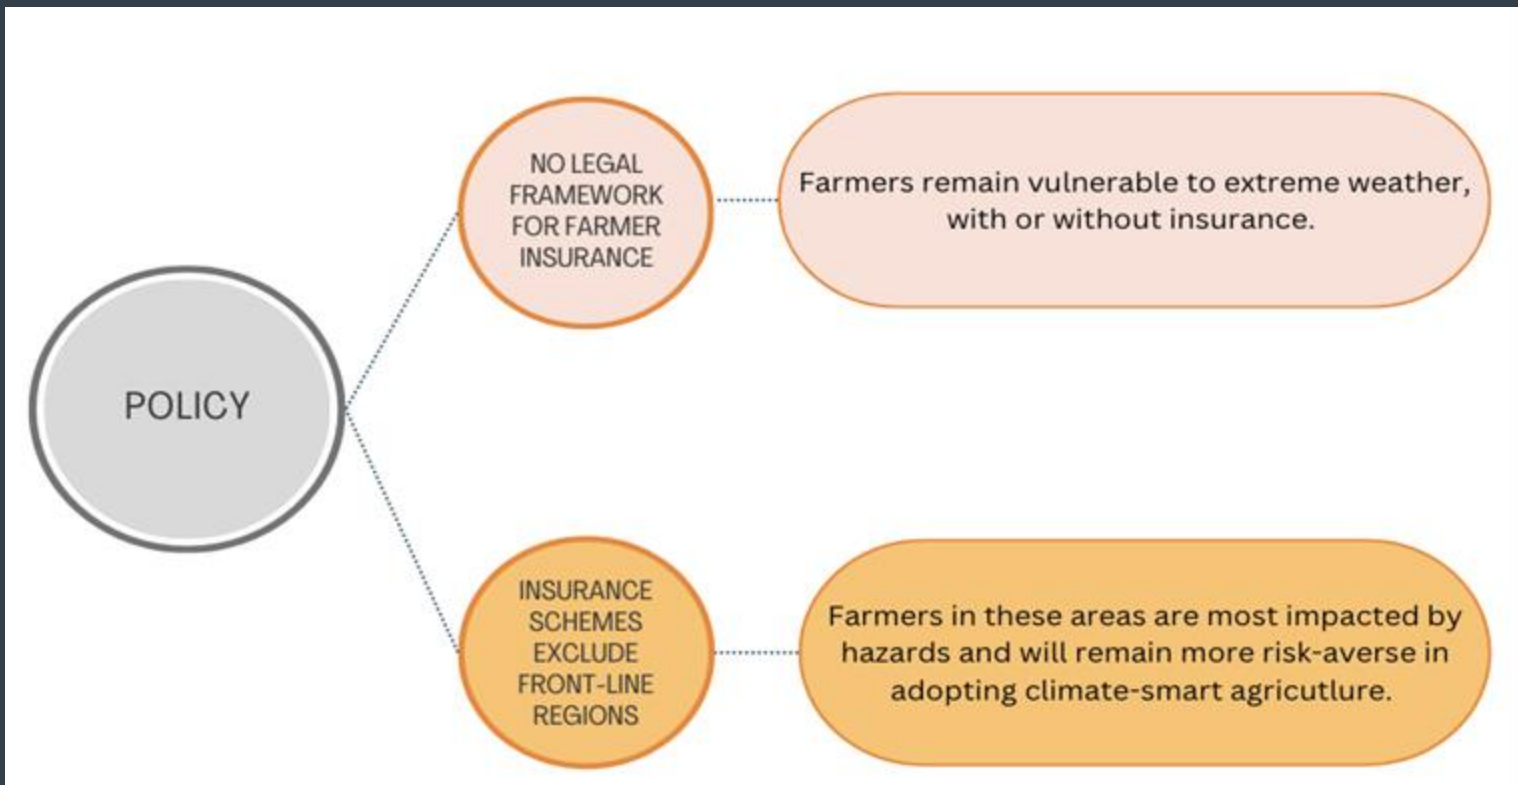 NO LEGAL
FRAMEWORK
FOR FARMER
INSURANCE
Farmers remain vulnerable to extreme weather,
with or without insurance.
POLICY
INSURANCE
SCHEMES
EXCLUDE
FRONT-LINE
REGIONS
Farmers in these areas are most impacted by
hazards and will remain more risk-averse in
adopting climate-smart agricutlure.